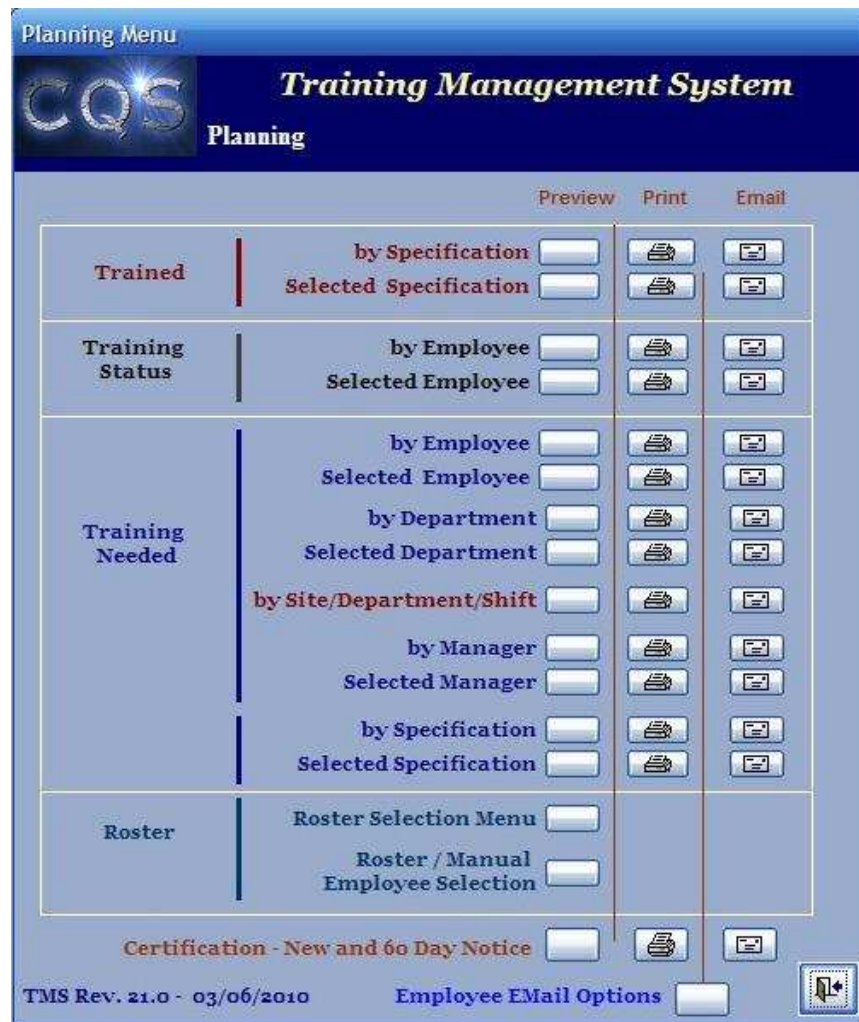 Planning Menu
CQS
Training Management System
Planning
Preview Print Email
Trained
by Specification
Selected Specification
Training
Status
by Employee
Selected Employee
Training
Needed
by Employee
Selected Employee
by Department
Selected Department
by Site/Department/Shift
by Manager
Selected Manager
by Specification
Selected Specification
Roster
Roster Selection Menu
Roster / Manual
Employee Selection
Certification - New and 60 Day Notice
TMS Rev. 21.0 - 03/06/2010
Employee EMail Options